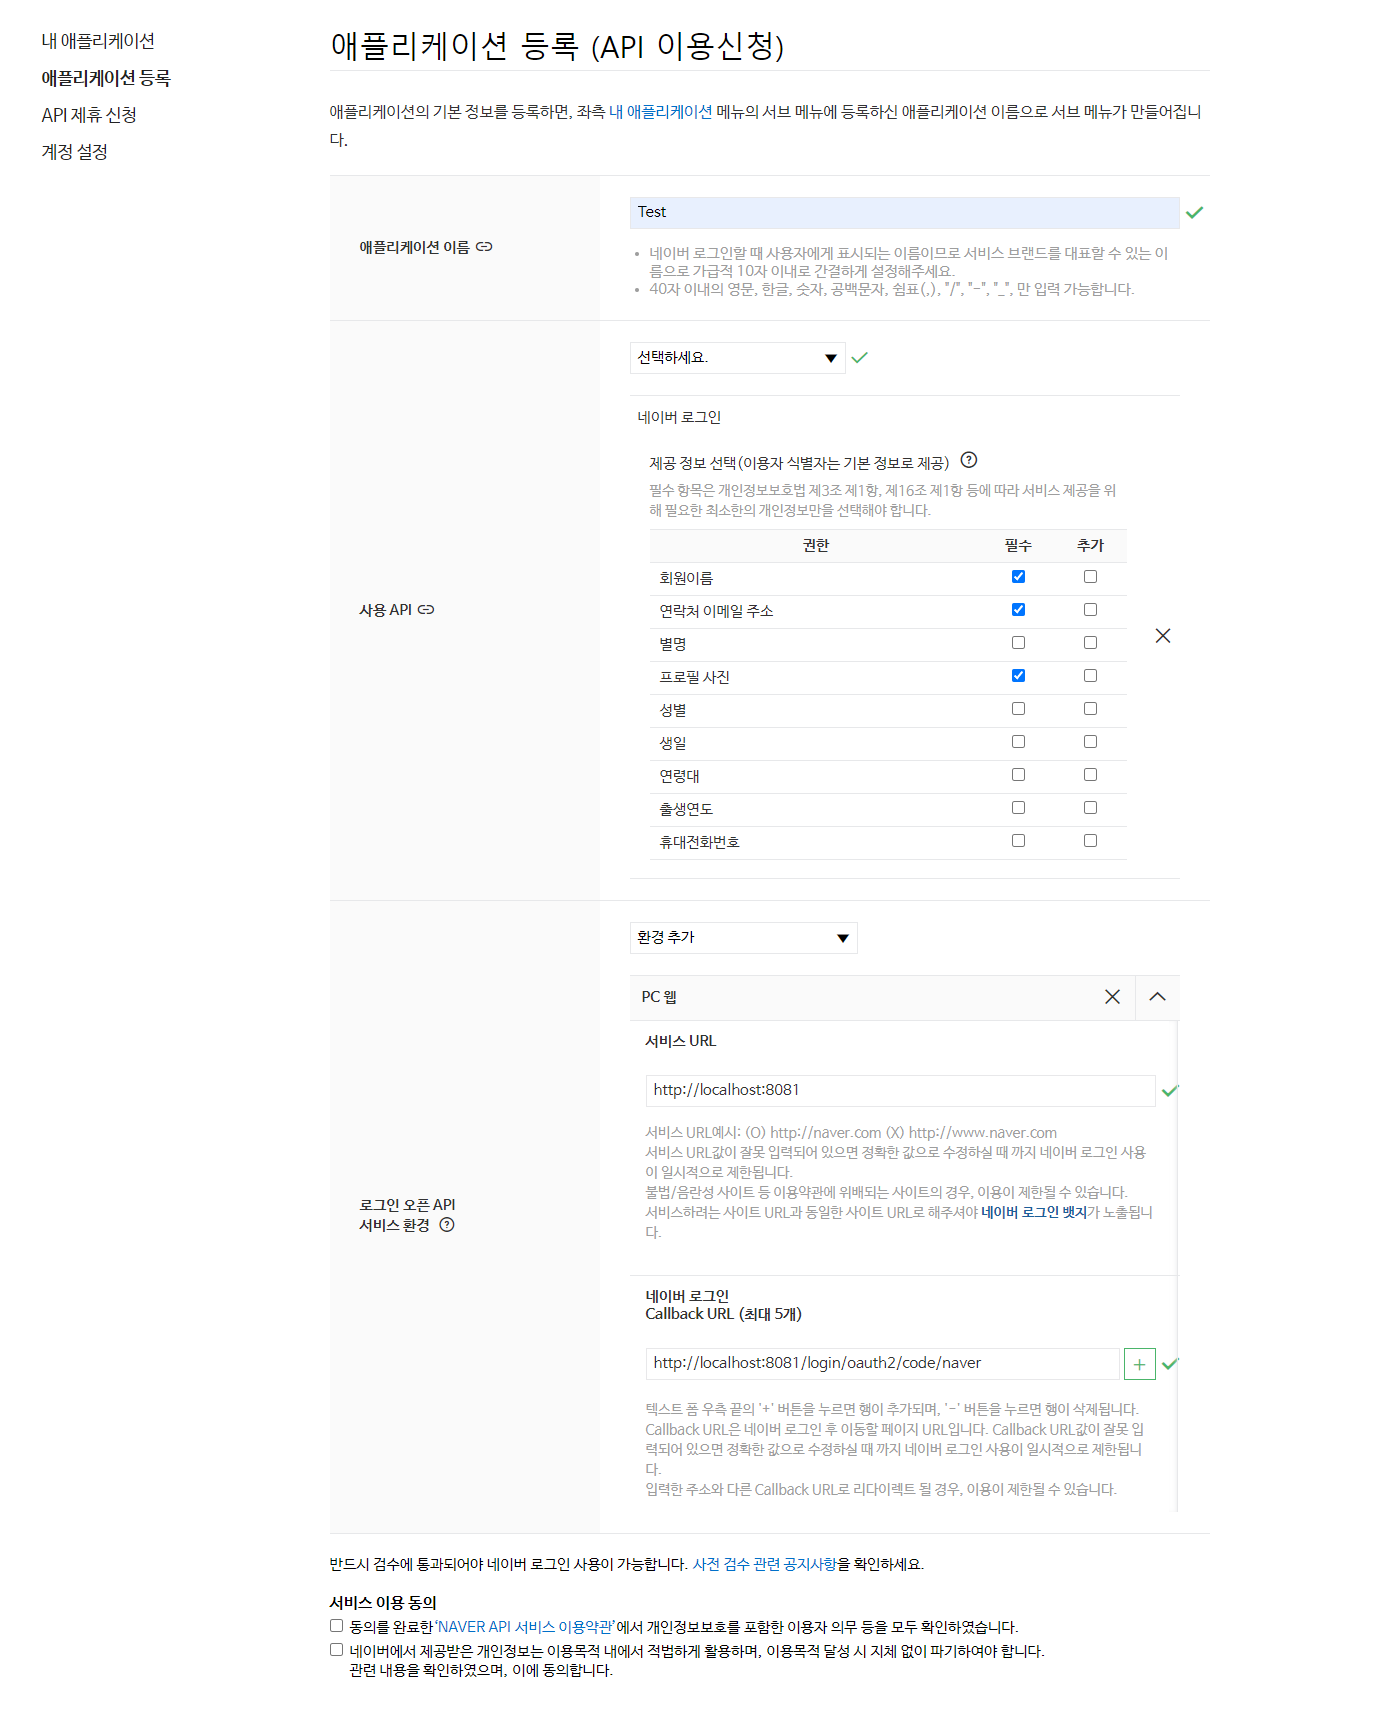 내 애플리케이션
애플리케이션 등록
API 제휴 신청
계정 설정
애플리케이션 등록 (API 이용신청)
애플리케이션의 기본 정보를 등록하면, 좌측 내 애플리케이션 메뉴의 서브 메뉴에 등록하신 애플리케이션 이름으로 서브 메뉴가 만들어집니
다.
애플리케이션 이름
Test
네이버 로그인할 때 사용자에게 표시되는 이름이므로 서비스 브랜드를 대표할 수 있는 이
름으로 가급적 10자 이내로 간결하게 설정해주세요.
40자 이내의 영문, 한글, 숫자, 공백문자, 쉼표(,), "/", "-", "_", 만 입력 가능합니다.
사용 API
선택하세요.
네이버 로그인
제공 정보 선택(이용자 식별자는 기본 정보로 제공)
필수 항목은 개인정보보호법 제3조 제1항, 제16조 제1항 등에 따라 서비스 제공을 위
해 필요한 최소한의 개인정보만을 선택해야 합니다.
권한 필수 추가
회원이름
연락처 이메일 주소
별명
프로필 사진
성별
생일
연령대
출생연도
휴대전화번호
로그인 오픈 API
서비스 환경
환경 추가
PC 웹
서비스 URL
http://localhost:8081
서비스 URL예시: (O) http://naver.com (X) http://www.naver.com
서비스 URL값이 잘못 입력되어 있으면 정확한 값으로 수정하실 때 까지 네이버 로그인 사용
이 일시적으로 제한됩니다.
불법/음란성 사이트 등 이용약관에 위배되는 사이트의 경우, 이용이 제한될 수 있습니다.
서비스하려는 사이트 URL과 동일한 사이트 URL로 해주셔야 네이버 로그인 뱃지가 노출됩니
다.
네이버 로그인
Callback URL (최대 5개)
http://localhost:8081/login/oauth2/code/naver
+
텍스트 폼 우측 끝의 '+' 버튼을 누르면 행이 추가되며, '-' 버튼을 누르면 행이 삭제됩니다.
Callback URL은 네이버 로그인 후 이동할 페이지 URL입니다. Callback URL값이 잘못 입
력되어 있으면 정확한 값으로 수정하실 때 까지 네이버 로그인 사용이 일시적으로 제한됩니
다.
입력한 주소와 다른 Callback URL로 리다이렉트 될 경우, 이용이 제한될 수 있습니다.
반드시 검수에 통과되어야 네이버 로그인 사용이 가능합니다. 사전 검수 관련 공지사항을 확인하세요.
서비스 이용 동의
동의를 완료한 ‘NAVER API 서비스 이용약관’에서 개인정보보호를 포함한 이용자 의무 등을 모두 확인하였습니다.
네이버에서 제공받은 개인정보는 이용목적 내에서 적법하게 활용하며, 이용목적 달성 시 지체 없이 파기하여야 합니다.
관련 내용을 확인하였으며, 이에 동의합니다.